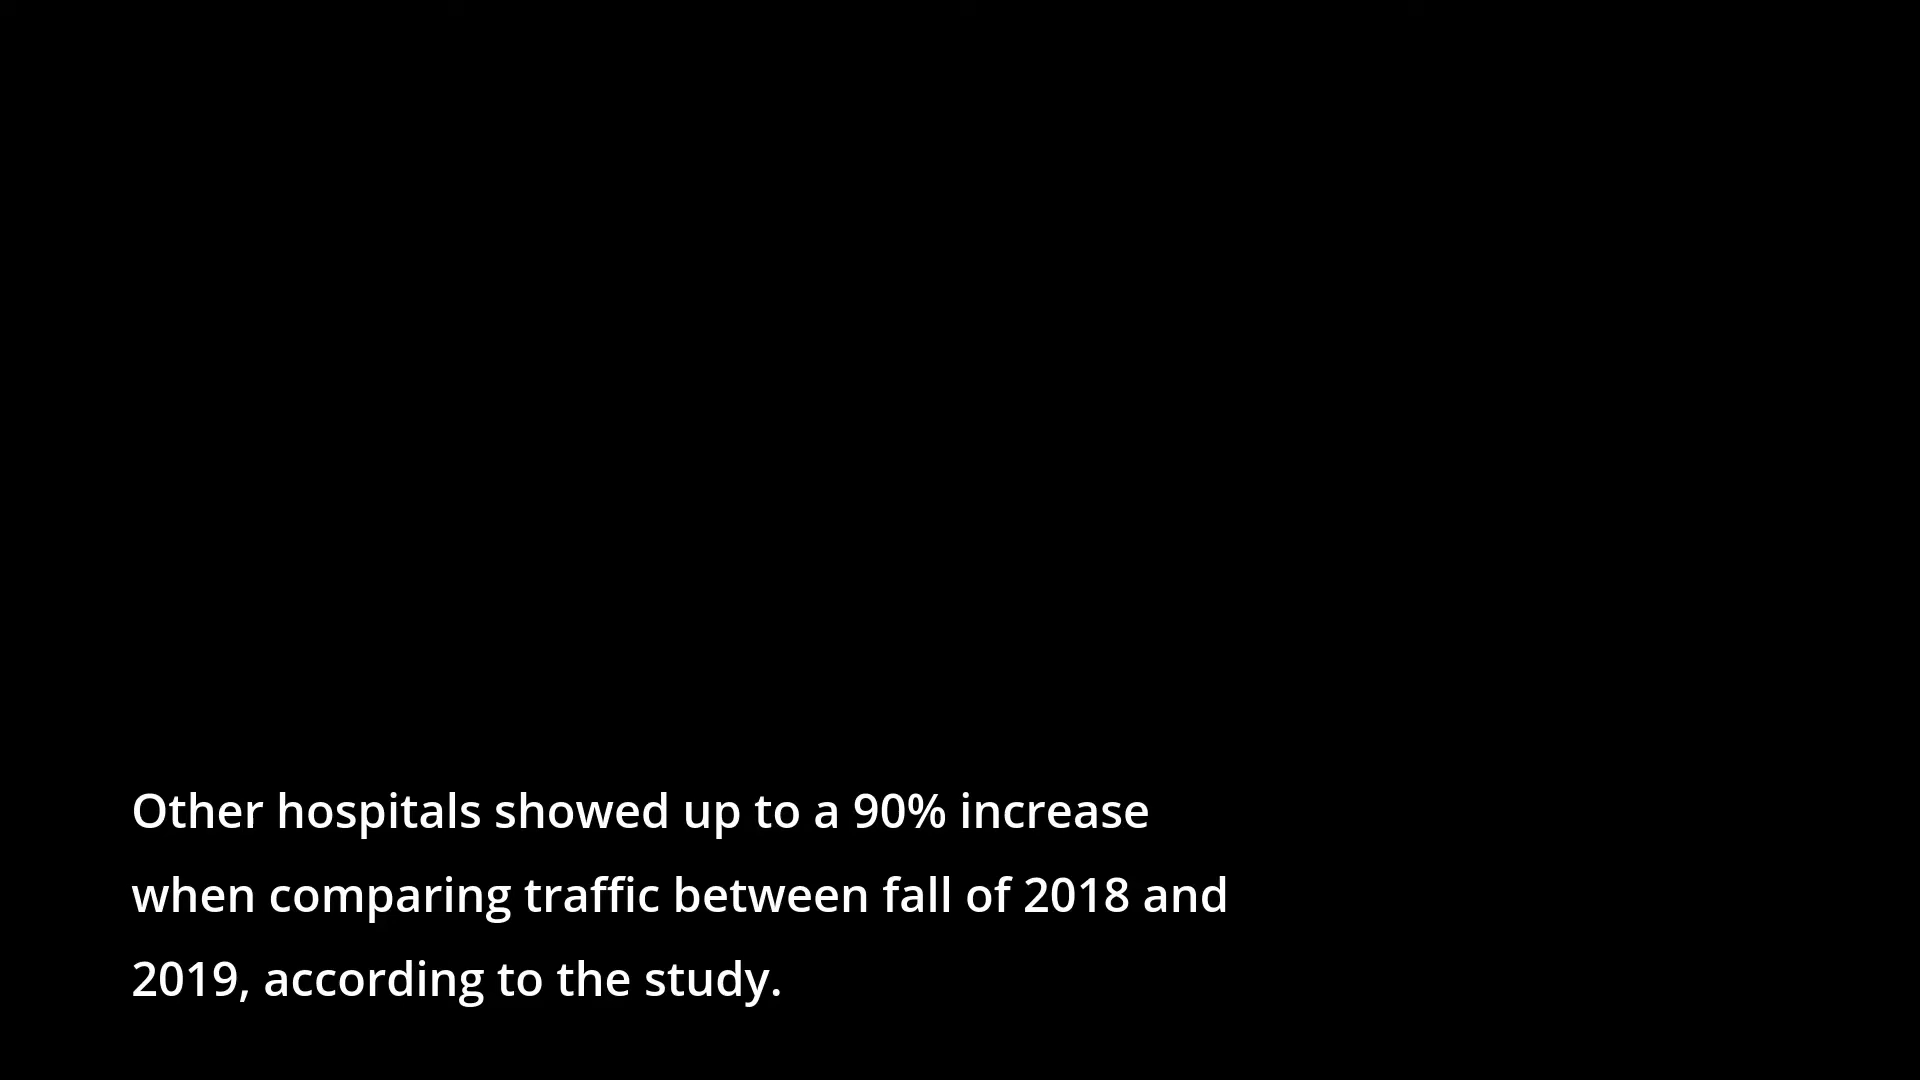 Other hospitals showed up to a 90% increase
when comparing traffic between fall of 2018 and
2019, according to the study.